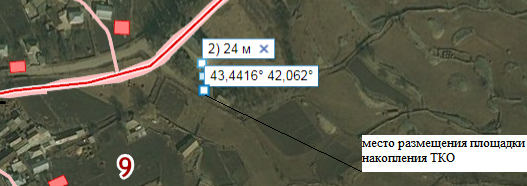 2) 24 м ×
43,4416° 42,062°
место размещения площадки
накопления ТКО
9